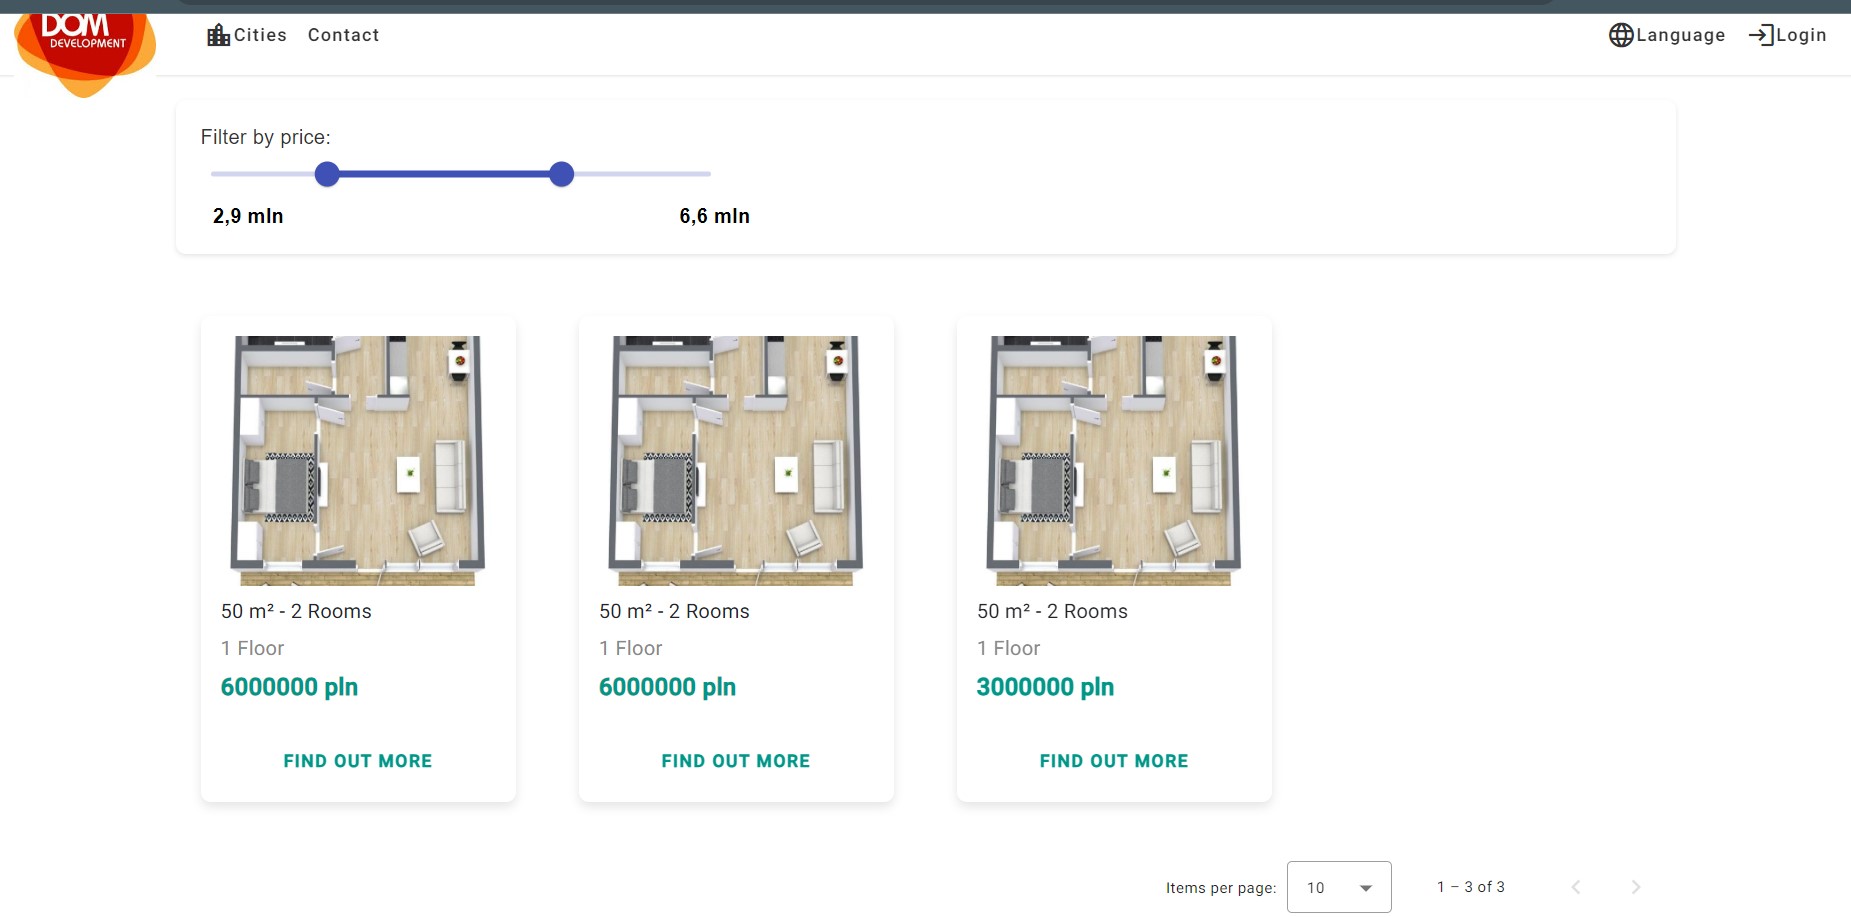 DOM
DEVELOPMENT
Cities Contact Language Login
Filter by price:
2,9 mln 6,6 mln
50 m² - 2 Rooms
1 Floor
6000000 pln
FIND OUT MORE
50 m² - 2 Rooms
1 Floor
6000000 pln
FIND OUT MORE
50 m² - 2 Rooms
1 Floor
3000000 pln
FIND OUT MORE
Items per page: 10 1 – 3 of 3